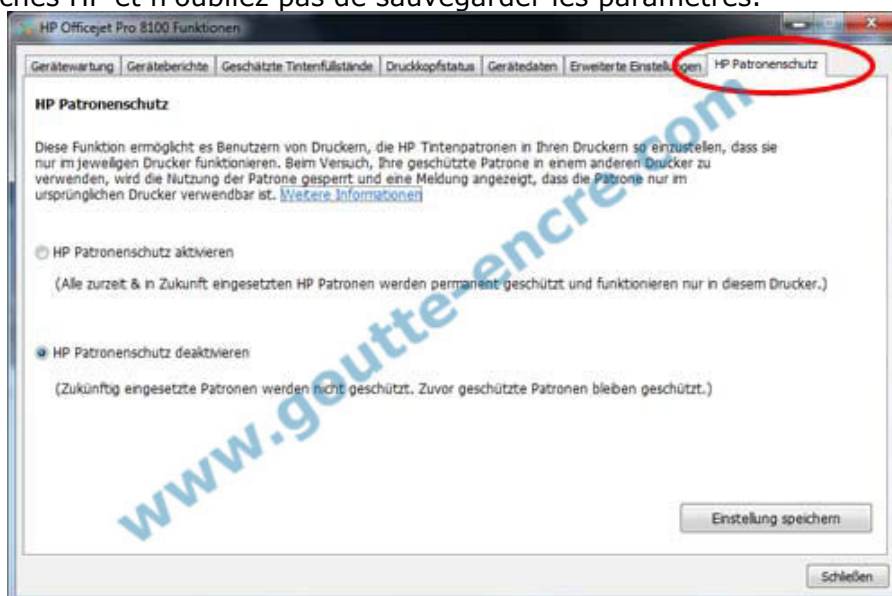 ches HP et n'oubliez pas de sauvegarder les paramètres.
HP Officejet Pro 8100 Funktionen
Gerätewartung Geräteberichte Geschätzte Tintenfüllstände Druckkopfstatus Gerätedaten Erweiterte Einstellungen HP Patronenschutz
HP Patronenschutz
Diese Funktion ermöglicht es Benutzern von Druckern, die HP Tintenpatronen in Ihren Druckern so einzustellen, dass sie
nur im jeweiligen Drucker funktionieren. Beim Versuch, Ihre geschützte Patrone in einem anderen Drucker zu
verwenden, wird die Nutzung der Patrone gesperrt und eine Meldung angezeigt, dass die Patrone nur im
ursprünglichen Drucker verwendbar ist. Weitere Informationen
HP Patronenschutz aktivieren
(Alle zurzeit & in Zukunft eingesetzten HP Patronen werden permanent geschützt und funktionieren nur in diesem Drucker.)
HP Patronenschutz deaktivieren
(Zukünftig eingesetzte Patronen werden nicht geschützt. Zuvor geschützte Patronen bleiben geschützt.)
www.goutte-encre.com
Einstellung speichern
Schließen